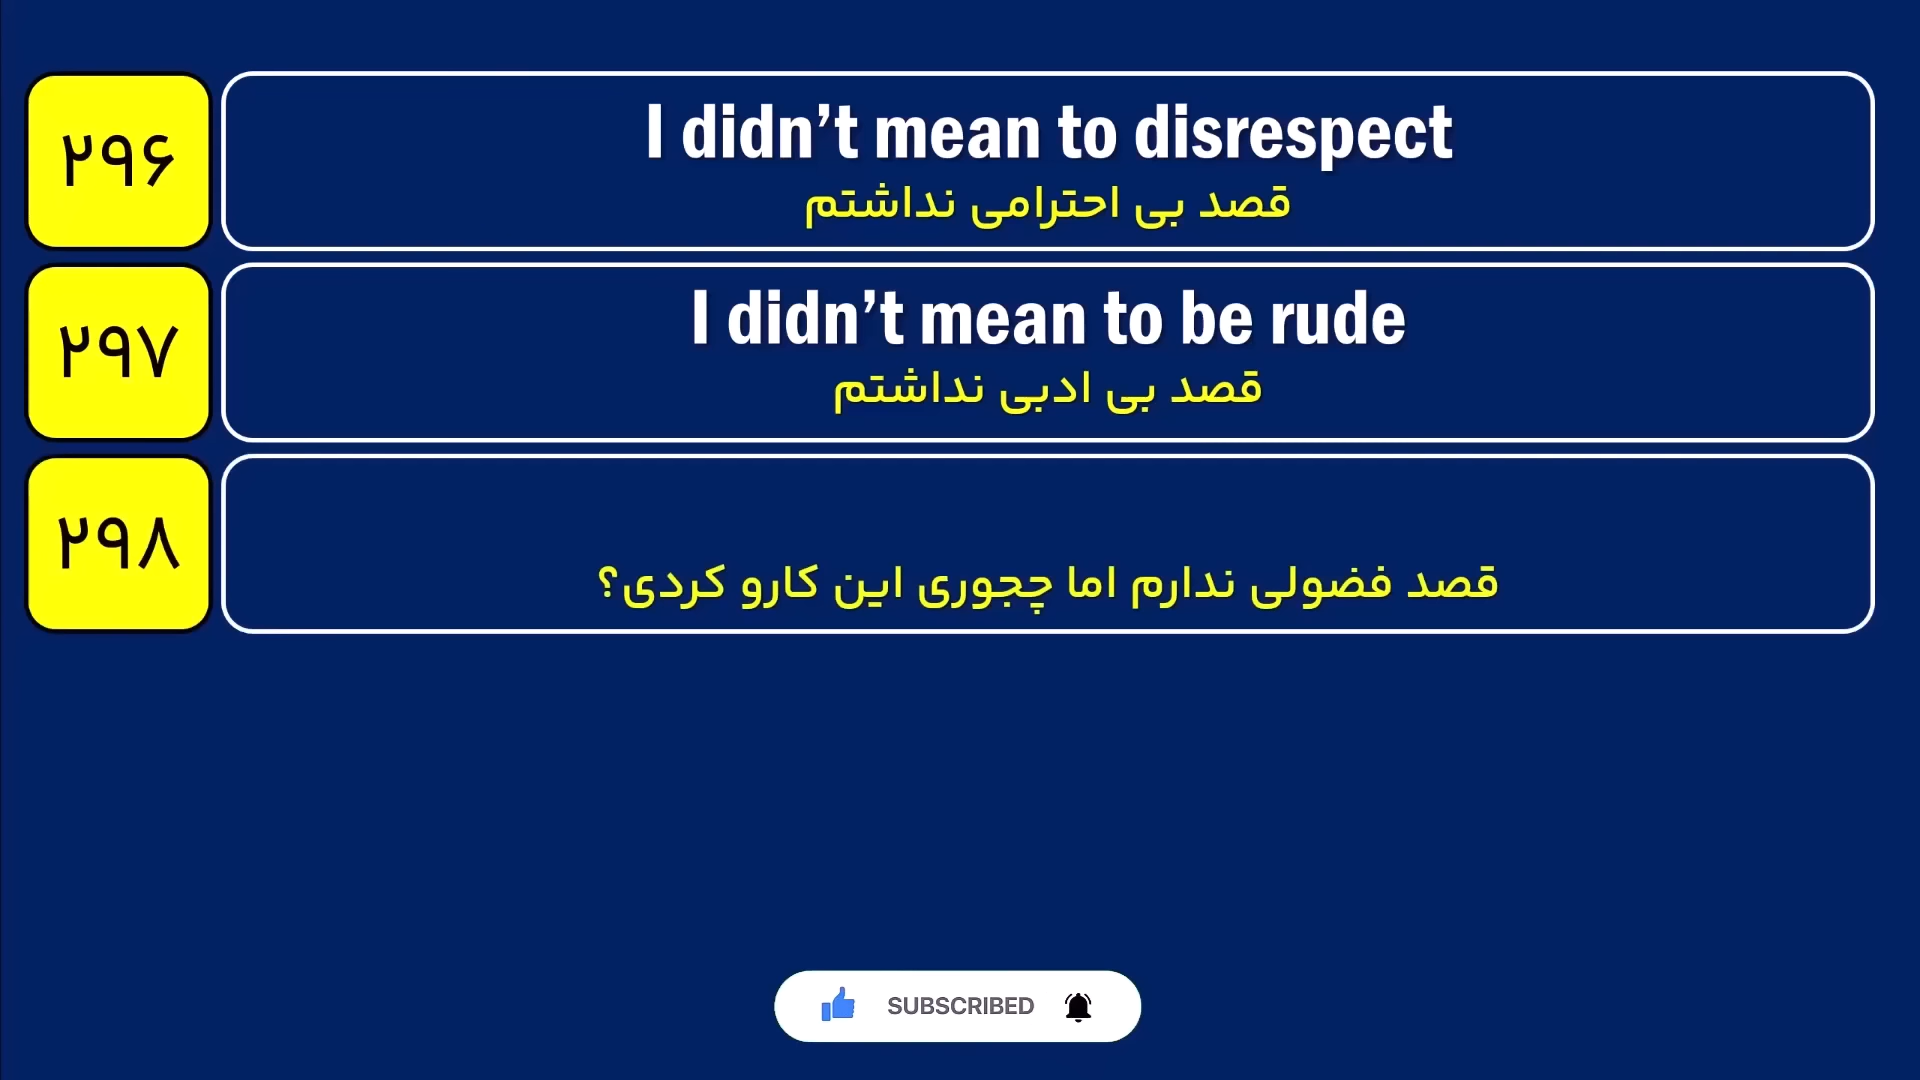 ۲۹۶
I didn’t mean to disrespect
قصد بی احترامی نداشتم
۲۹۷
I didn’t mean to be rude
قصد بی ادبی نداشتم
۲۹۸
قصد فضولی ندارم اما چجوری این کارو کردی؟
SUBSCRIBED